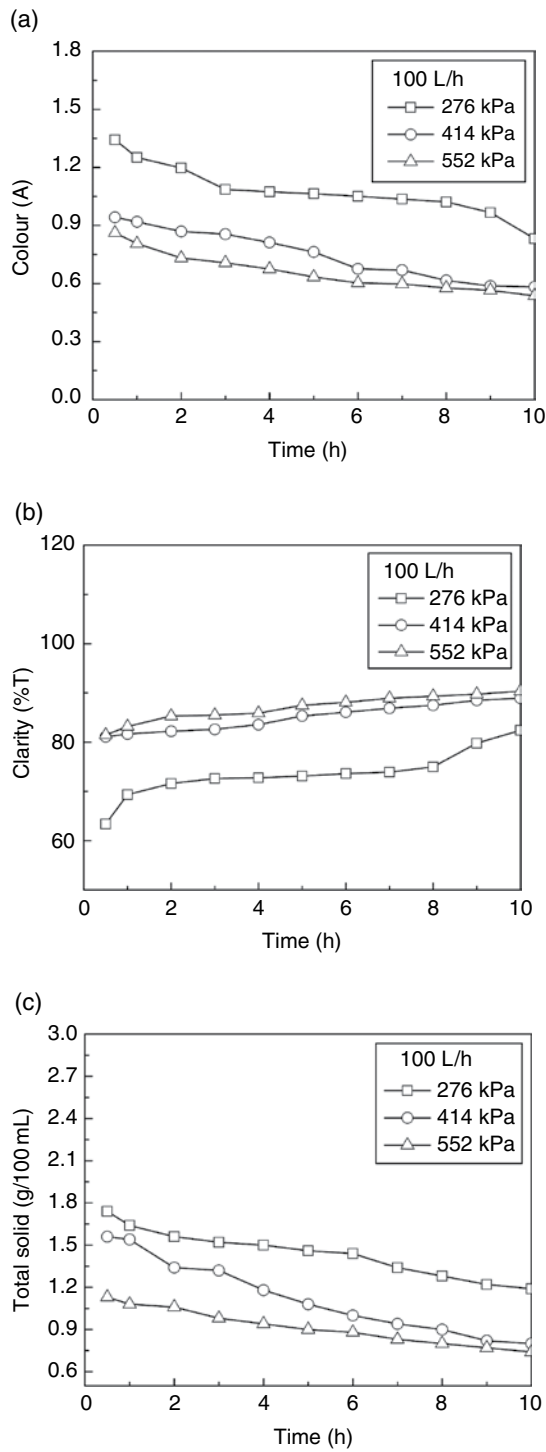 (a)
1.8
1.5
1.2
0.9
0.6
0.3
0.0
Colour (A)
100 L/h
276 kPa
414 kPa
552 kPa
0 2 4 6 8 10
Time (h)
(b)
120
100
80
60
Clarity (%T)
100 L/h
276 kPa
414 kPa
552 kPa
0 2 4 6 8 10
Time (h)
(c)
3.0
2.7
2.4
2.1
1.8
1.5
1.2
0.9
0.6
Total solid (g/100 mL)
100 L/h
276 kPa
414 kPa
552 kPa
0 2 4 6 8 10
Time (h)